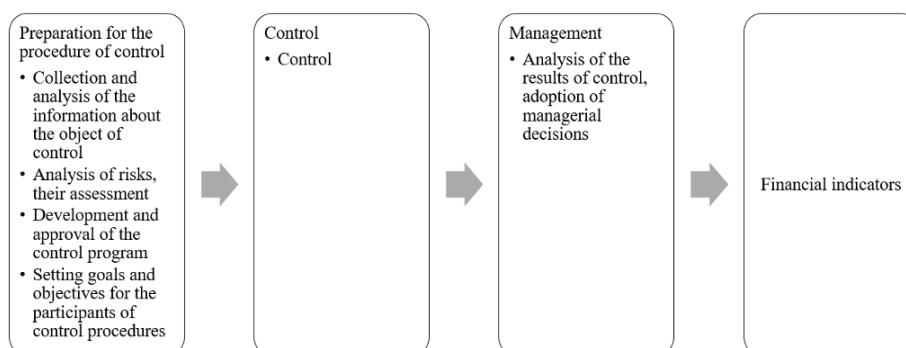 Preparation for the
procedure of control
• Collection and
analysis of the
information about
the object of
control
• Analysis of risks,
their assessment
• Development and
approval of the
control program
• Setting goals and
objectives for the
participants of
control procedures
Control
• Control
Management
• Analysis of the
results of control,
adoption of
managerial
decisions
Financial indicators